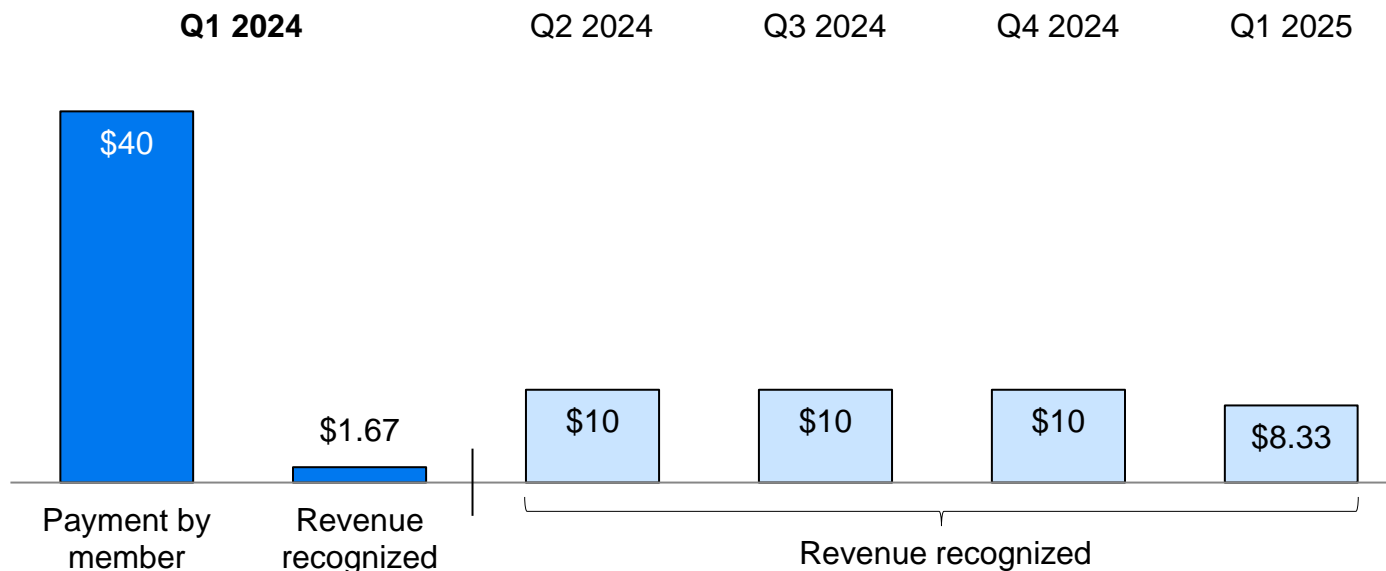 Q1 2024 Q2 2024 Q3 2024 Q4 2024 Q1 2025
$40
$1.67 $10 $10 $10 $8.33
Payment by
member
Revenue
recognized
Revenue recognized